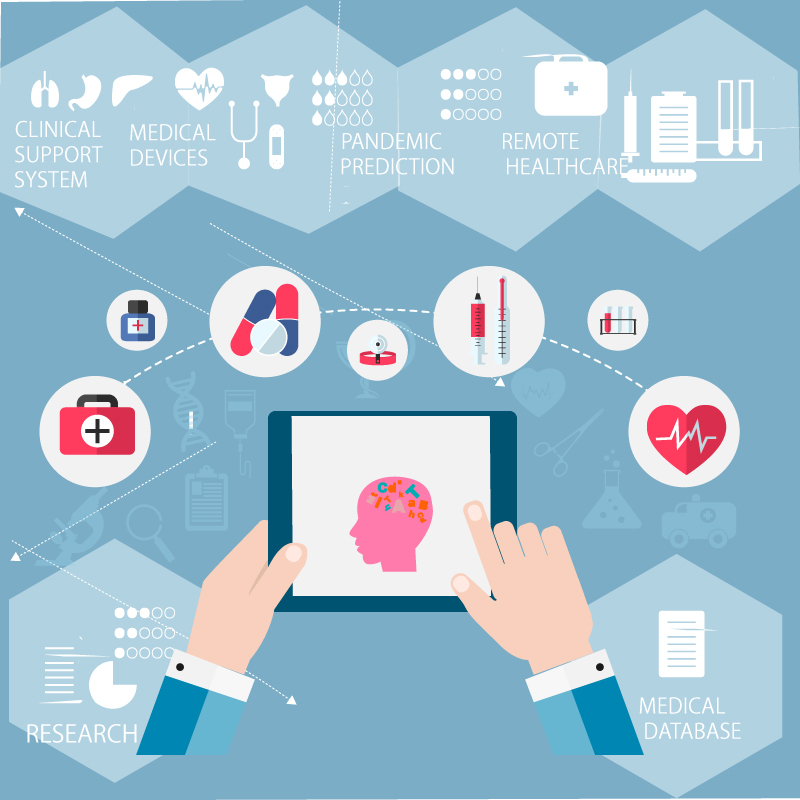 CLINICAL
SUPPORT
SYSTEM
MEDICAL
DEVICES
PANDEMIC
PREDICTION
REMOTE
HEALTHCARE
RESEARCH
MEDICAL
DATABASE